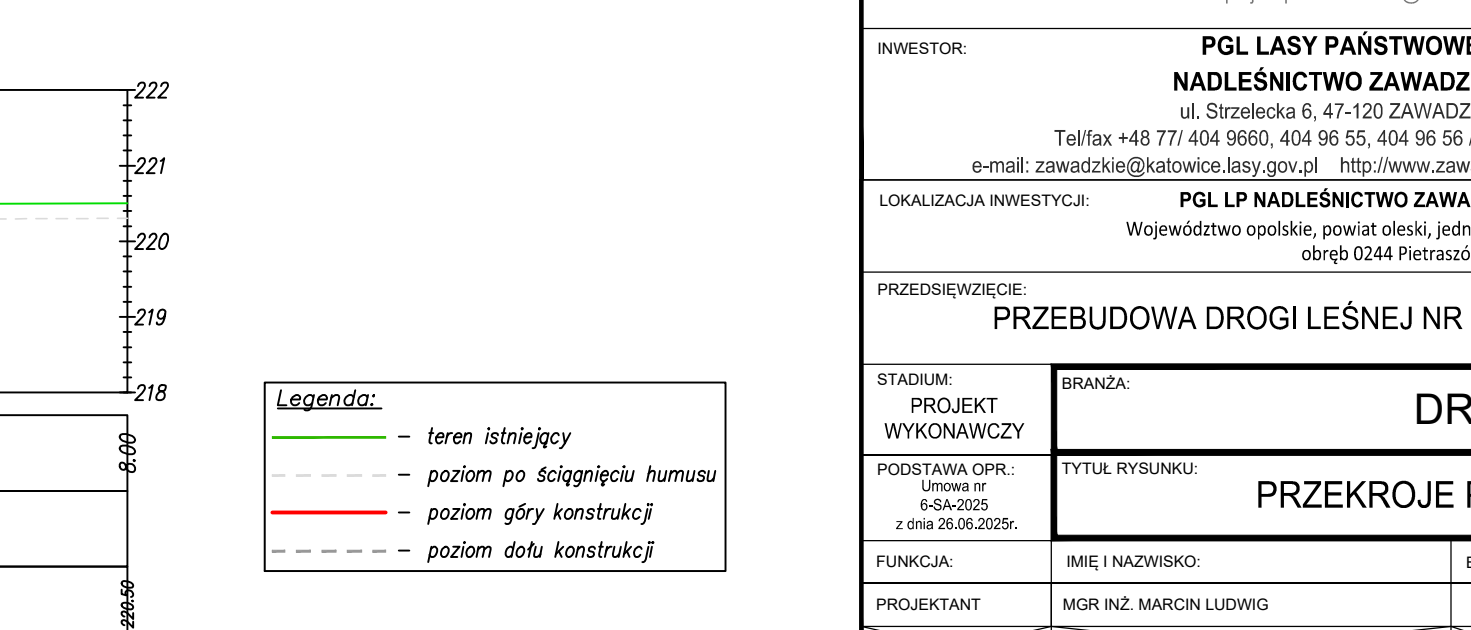 222
221
220
219
218
8.00
220.50
Legenda:
– teren istniejący
– poziom po ściągnięciu humusu
– poziom góry konstrukcji
– poziom dołu konstrukcji
INWESTOR:
PGL LASY PAŃSTWOWE
NADLEŚNICTWO ZAWADZ
ul. Strzelecka 6, 47-120 ZAWADZ
Tel/fax +48 77/ 404 9660, 404 96 55, 404 96 56 /
e-mail: zawadzkie@katowice.lasy.gov.pl http://www.zaw
LOKALIZACJA INWESTYCJI: PGL LP NADLEŚNICTWO ZAWA
Województwo opolskie, powiat oleski, jedn
obręb 0244 Pietraszó
PRZEDSIĘWZIĘCIE:
PRZEBUDOWA DROGI LEŚNEJ NR
STADIUM:
PROJEKT
WYKONAWCZY
BRANŻA:
DR
PODSTAWA OPR.:
Umowa nr
6-SA-2025
z dnia 26.06.2025r.
TYTUŁ RYSUNKU:
PRZEKROJE
FUNKCJA: IMIĘ I NAZWISKO:
PROJEKTANT MGR INŻ. MARCIN LUDWIG